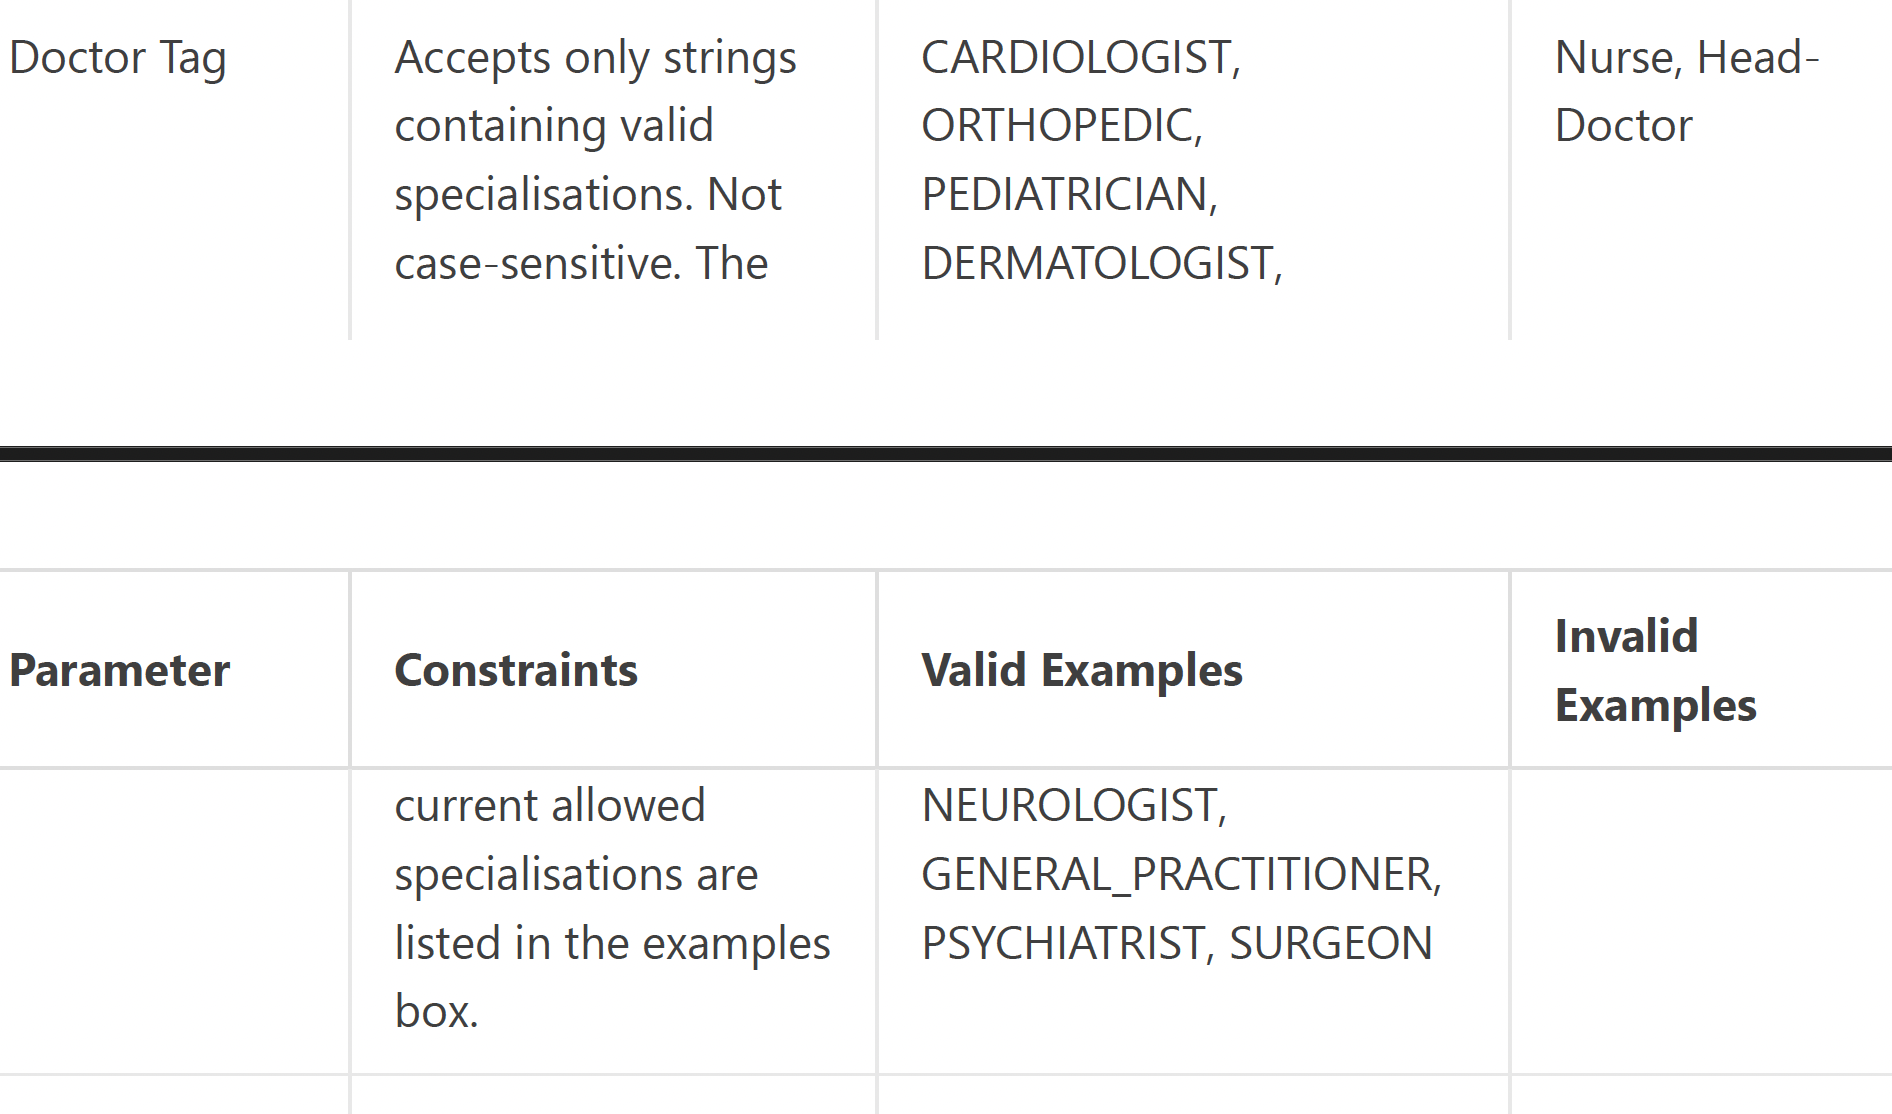 Doctor Tag
Accepts only strings
containing valid
specialisations. Not
case-sensitive. The
CARDIOLOGIST,
ORTHOPEDIC,
PEDIATRICIAN,
DERMATOLOGIST,
Nurse, Head-
Doctor
Parameter
Constraints
Valid Examples
Invalid
Examples
current allowed
specialisations are
listed in the examples
box.
NEUROLOGIST,
GENERAL_PRACTITIONER,
PSYCHIATRIST, SURGEON